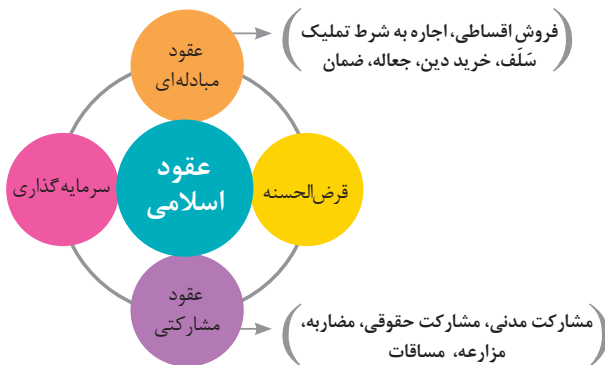 عقود
مبادله‌ای
(فروش اقساطی، اجاره به شرط تملیک
سَلَف، خرید دین، جعاله، ضمان)
عقود
اسلامی
قرض‌الحسنه
سرمایه‌گذاری
عقود
مشارکتی
(مشارکت مدنی، مشارکت حقوقی، مضاربه،
مزارعه، مساقات)